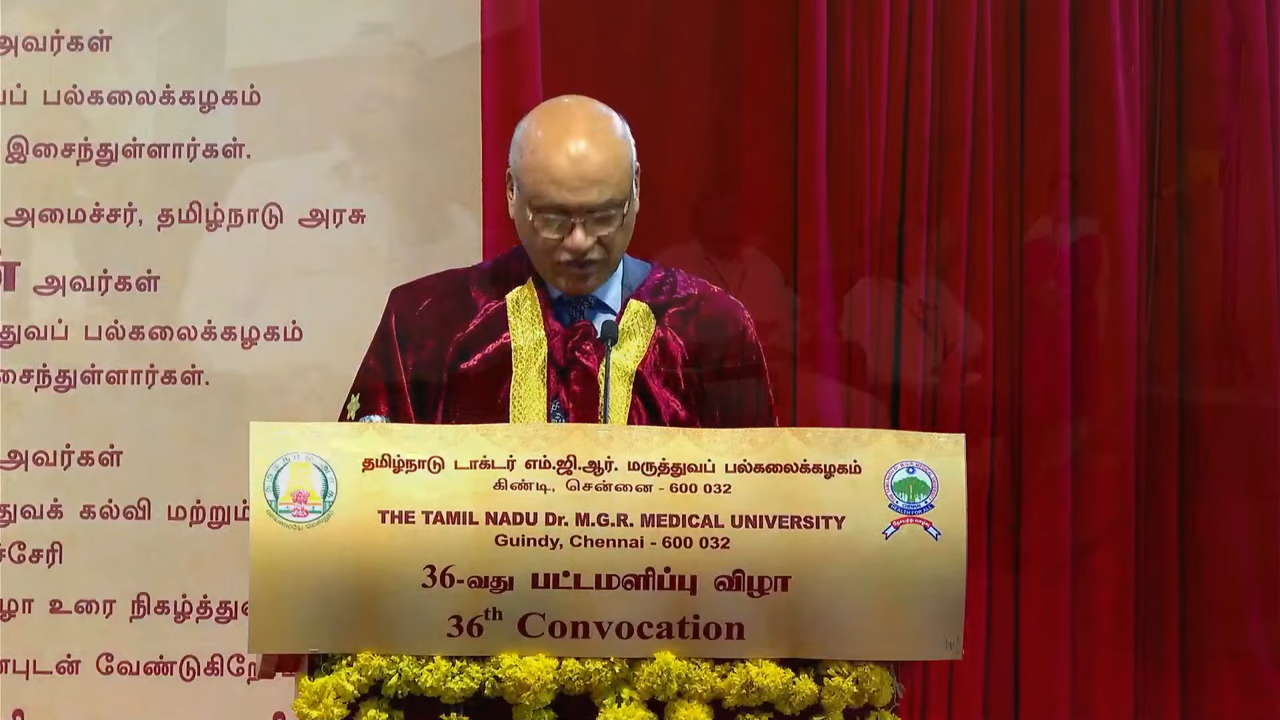 அவர்கள்
பல்கலைக்கழகம்
இசைந்துள்ளார்கள்.
அமைச்சர், தமிழ்நாடு அரசு
அவர்கள்
துவப் பல்கலைக்கழகம்
சைந்துள்ளார்கள்.
அவர்கள்
துவக் கல்வி மற்றும்
ச்சேரி
ழா உரை நிகழ்த்து
ன்புடன்
தமிழ்நாடு டாக்டர் எம்.ஜி.ஆர். மருத்துவப் பல்கலைக்கழகம்
கிண்டி, சென்னை - 600 032
THE TAMIL NADU Dr. M.G.R. MEDICAL UNIVERSITY
Guindy, Chennai - 600 032
36-வது பட்டமளிப்பு விழா
36th Convocation